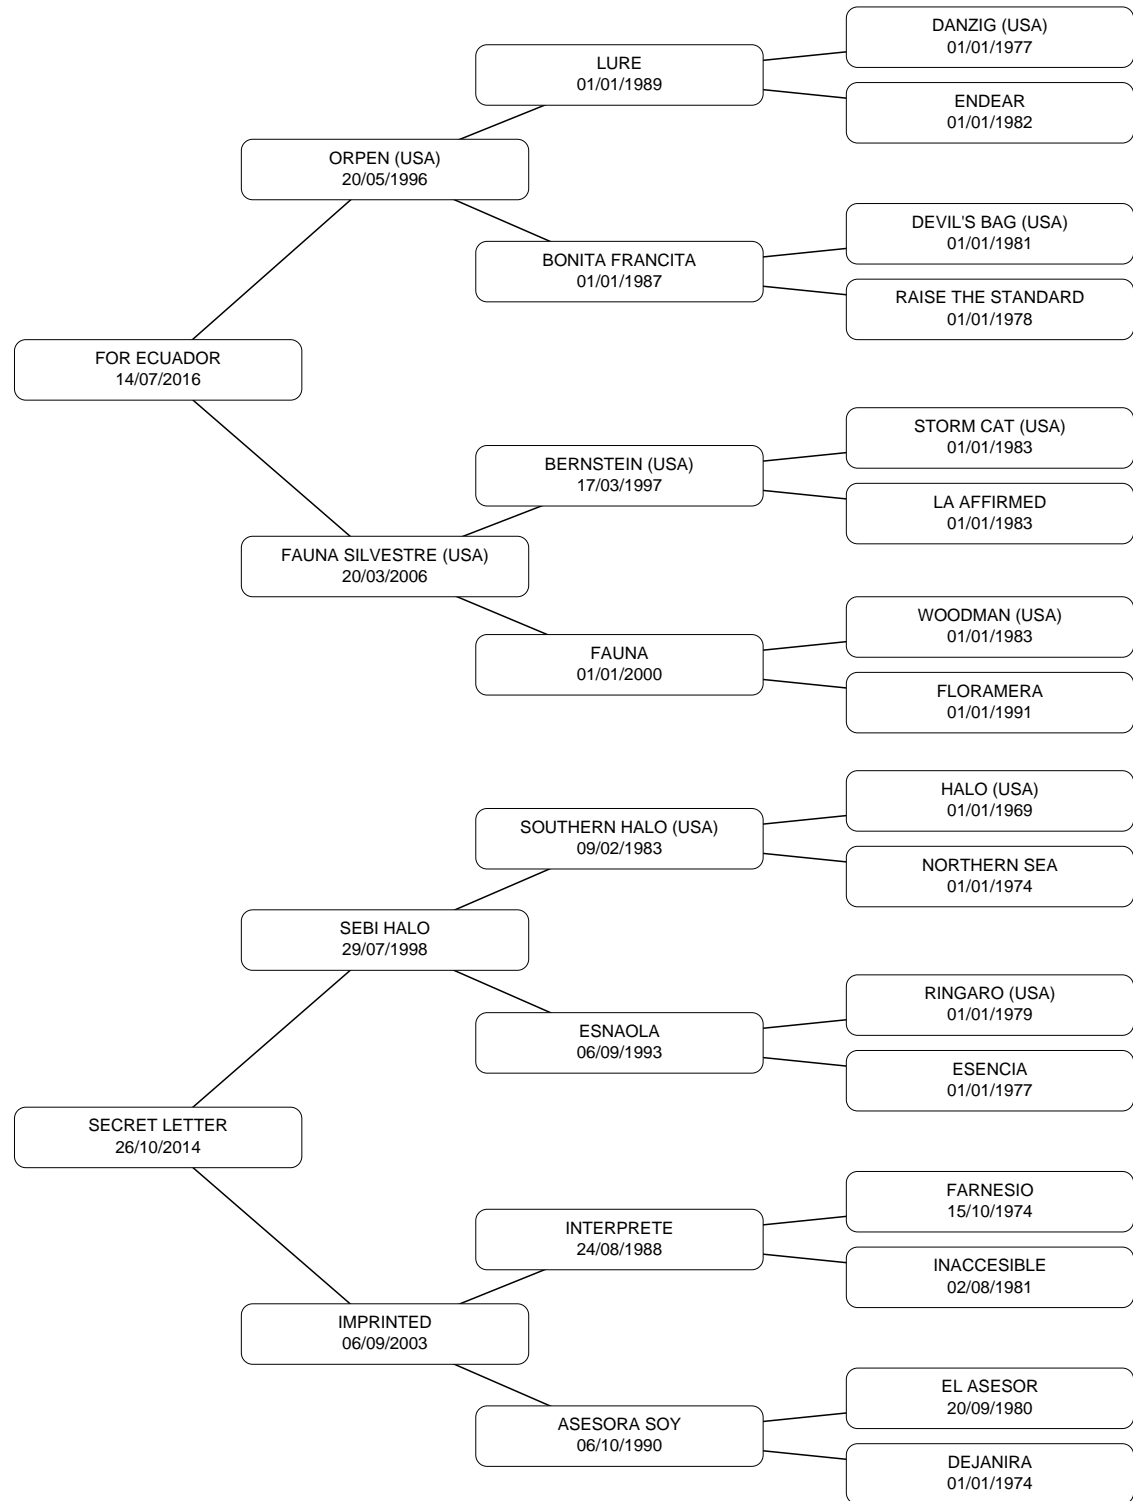 DANZIG (USA)
01/01/1977
LURE
01/01/1989
ENDEAR
01/01/1982
ORPEN (USA)
20/05/1996
DEVIL'S BAG (USA)
01/01/1981
BONITA FRANCITA
01/01/1987
RAISE THE STANDARD
01/01/1978
FOR ECUADOR
14/07/2016
STORM CAT (USA)
01/01/1983
BERNSTEIN (USA)
17/03/1997
LA AFFIRMED
01/01/1983
FAUNA SILVESTRE (USA)
20/03/2006
WOODMAN (USA)
01/01/1983
FAUNA
01/01/2000
FLORAMERA
01/01/1991
HALO (USA)
01/01/1969
SOUTHERN HALO (USA)
09/02/1983
NORTHERN SEA
01/01/1974
SEBI HALO
29/07/1998
RINGARO (USA)
01/01/1979
ESNAOLA
06/09/1993
ESENCIA
01/01/1977
SECRET LETTER
26/10/2014
FARNESIO
15/10/1974
INTERPRETE
24/08/1988
INACCESIBLE
02/08/1981
IMPRINTED
06/09/2003
EL ASESOR
20/09/1980
ASESORA SOY
06/10/1990
DEJANIRA
01/01/1974